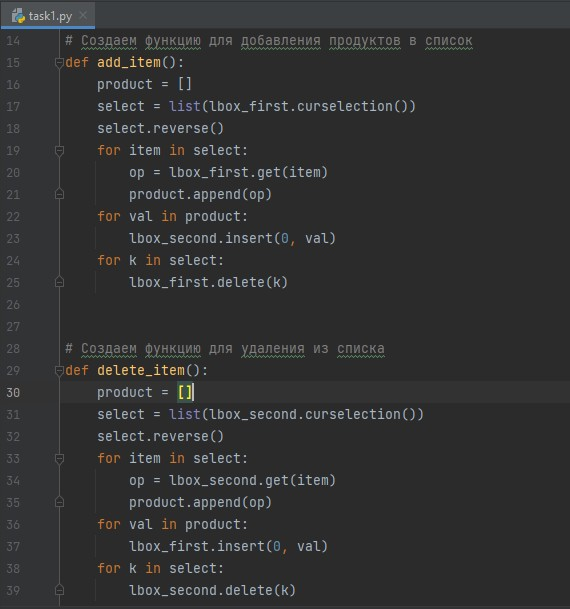 task1.py
14 # Создаем функцию для добавления продуктов в список
15 def add_item():
16     product = []
17     select = list(lbox_first.curselection())
18     select.reverse()
19     for item in select:
20         op = lbox_first.get(item)
21         product.append(op)
22     for val in product:
23         lbox_second.insert(0, val)
24     for k in select:
25         lbox_first.delete(k)
26
27
28 # Создаем функцию для удаления из списка
29 def delete_item():
30     product = []
31     select = list(lbox_second.curselection())
32     select.reverse()
33     for item in select:
34         op = lbox_second.get(item)
35         product.append(op)
36     for val in product:
37         lbox_first.insert(0, val)
38     for k in select:
39         lbox_second.delete(k)